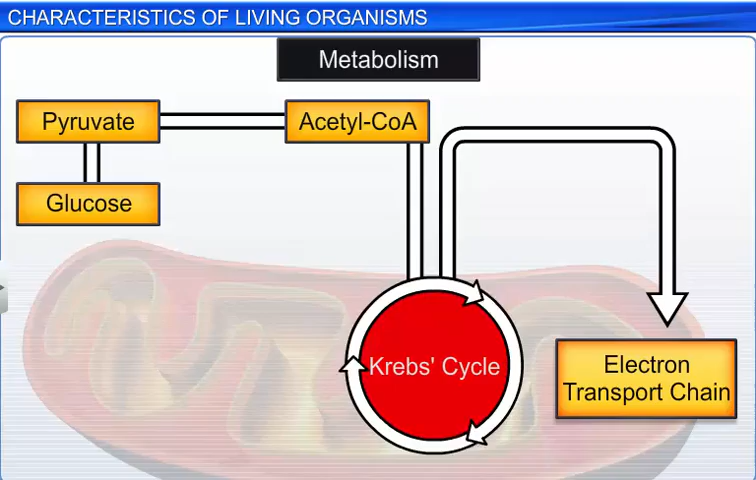 CHARACTERISTICS OF LIVING ORGANISMS
Metabolism
Pyruvate
Acetyl-CoA
Glucose
Krebs' Cycle
Electron
Transport Chain